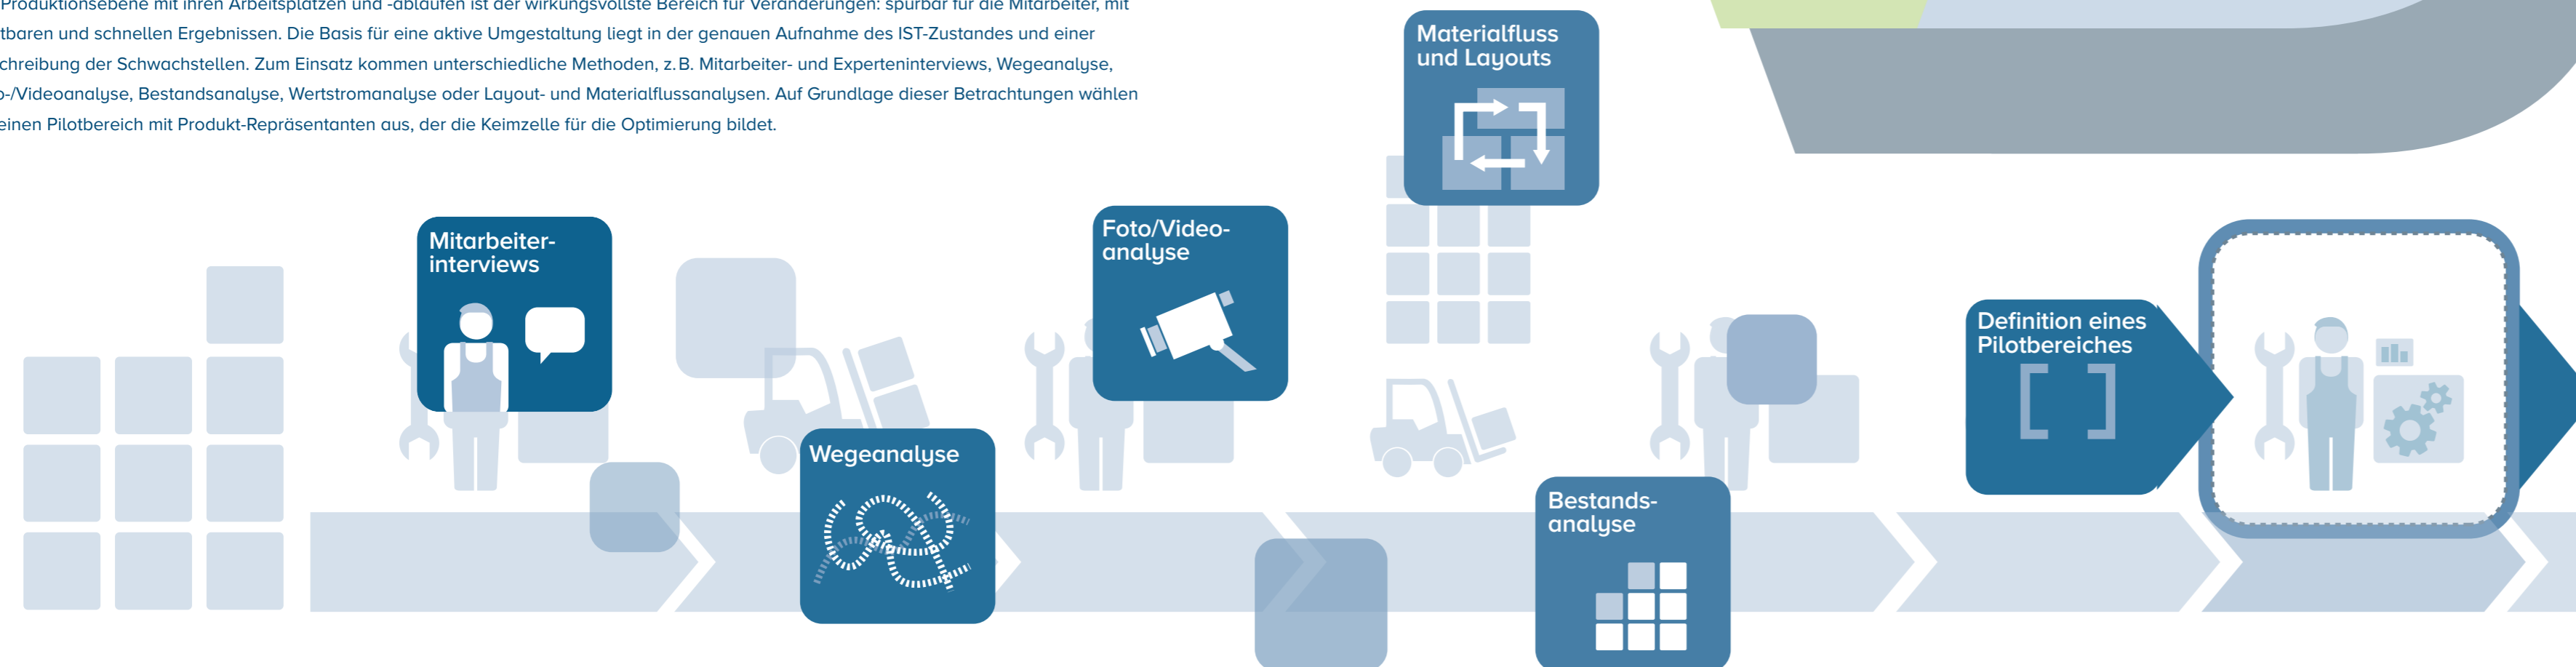 Produktionsebene mit ihren Arbeitsplätzen und -abläufen ist der wirkungsvollste Bereich für Veränderungen: spürbar für die Mitarbeiter, mit
tbaren und schnellen Ergebnissen. Die Basis für eine aktive Umgestaltung liegt in der genauen Aufnahme des IST-Zustandes und einer
chreibung der Schwachstellen. Zum Einsatz kommen unterschiedliche Methoden, z. B. Mitarbeiter- und Experteninterviews, Wegeanalyse,
o-/Videoanalyse, Bestandsanalyse, Wertstromanalyse oder Layout- und Materialflussanalysen. Auf Grundlage dieser Betrachtungen wählen
einen Pilotbereich mit Produkt-Repräsentanten aus, der die Keimzelle für die Optimierung bildet.
Materialfluss
und Layouts
Mitarbeiter-
interviews
Foto/Video-
analyse
Definition eines
Pilotbereiches
Wegeanalyse
Bestands-
analyse